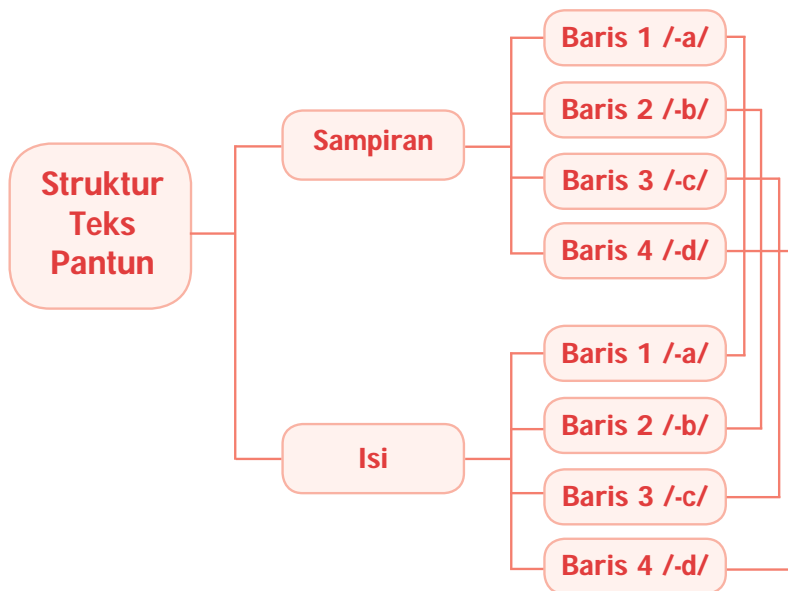 Struktur
Teks
Pantun
Sampiran
Baris 1 /-a/
Baris 2 /-b/
Baris 3 /-c/
Baris 4 /-d/
Isi
Baris 1 /-a/
Baris 2 /-b/
Baris 3 /-c/
Baris 4 /-d/